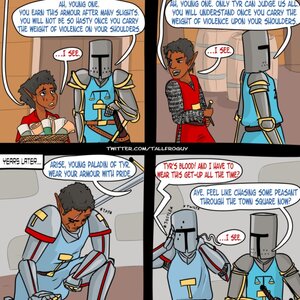 AH, YOUNG ONE,
YOU EARN THIS ARMOUR AFTER MANY SLIGHTS.
YOU WILL NOT BE SO HASTY ONCE YOU CARRY
THE WEIGHT OF VIOLENCE ON YOUR SHOULDERS.
...I SEE.
AH, YOUNG ONE. ONLY TYR CAN JUDGE US ALL.
YOU WILL UNDERSTAND ONCE YOU CARRY THE
WEIGHT OF VIOLENCE UPON YOUR SHOULDERS.
...I SEE.
TWITTER.COM/TALLFROGUY
YEARS LATER...
ARISE, YOUNG PALADIN OF TYR,
WEAR YOUR ARMOUR WITH PRIDE.
TYR'S BLOOD! AND I HAVE TO
WEAR THIS GET-UP ALL THE TIME?
AYE. FEEL LIKE CHASING SOME PEASANT
THROUGH THE TOWN SQUARE NOW?
...I SEE.